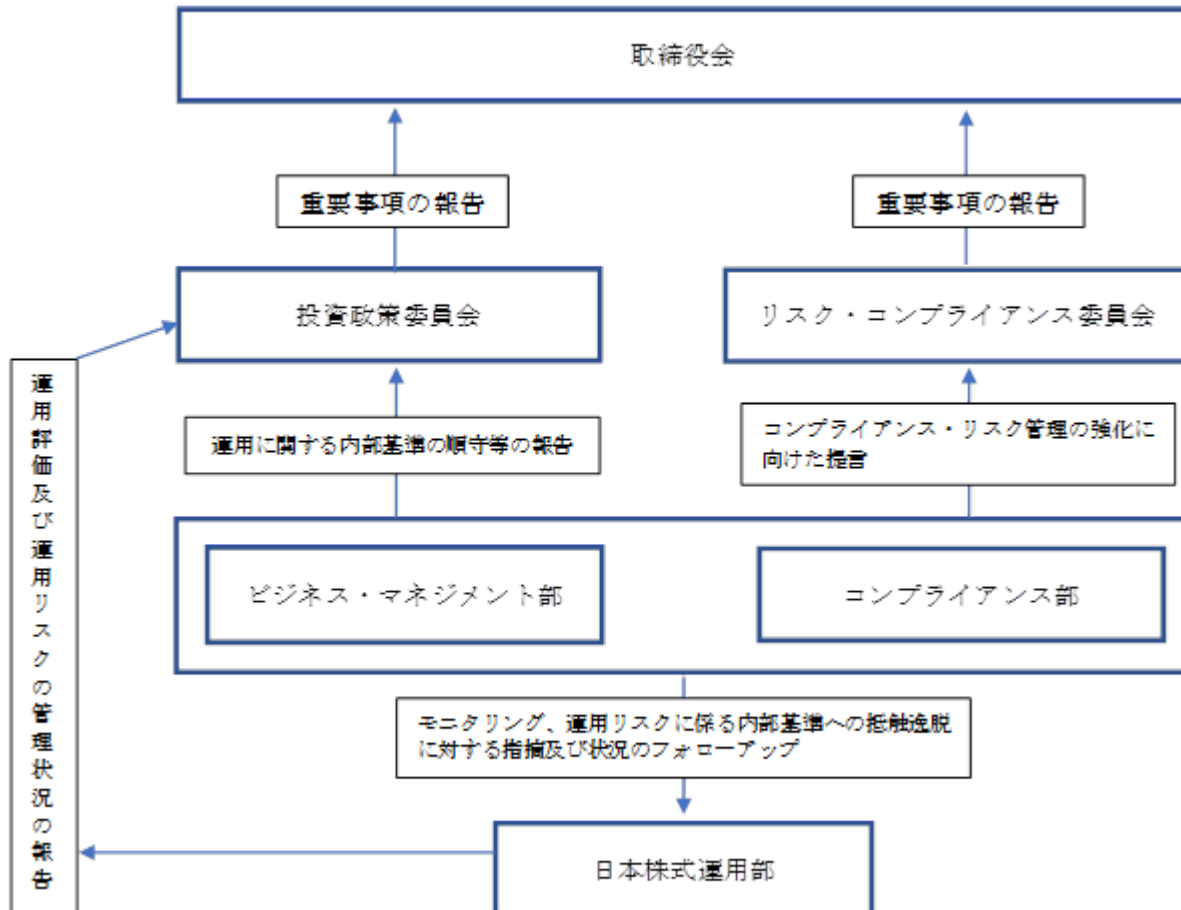 取締役会
重要事項の報告
重要事項の報告
投資政策委員会
リスク・コンプライアンス委員会
運用評価及び運用リスクの管理状況の報告
運用に関する内部基準の順守等の報告
コンプライアンス・リスク管理の強化に
向けた提言
ビジネス・マネジメント部
コンプライアンス部
モニタリング、運用リスクに係る内部基準への抵触逸脱
に対する指摘及び状況のフォローアップ
日本株式運用部